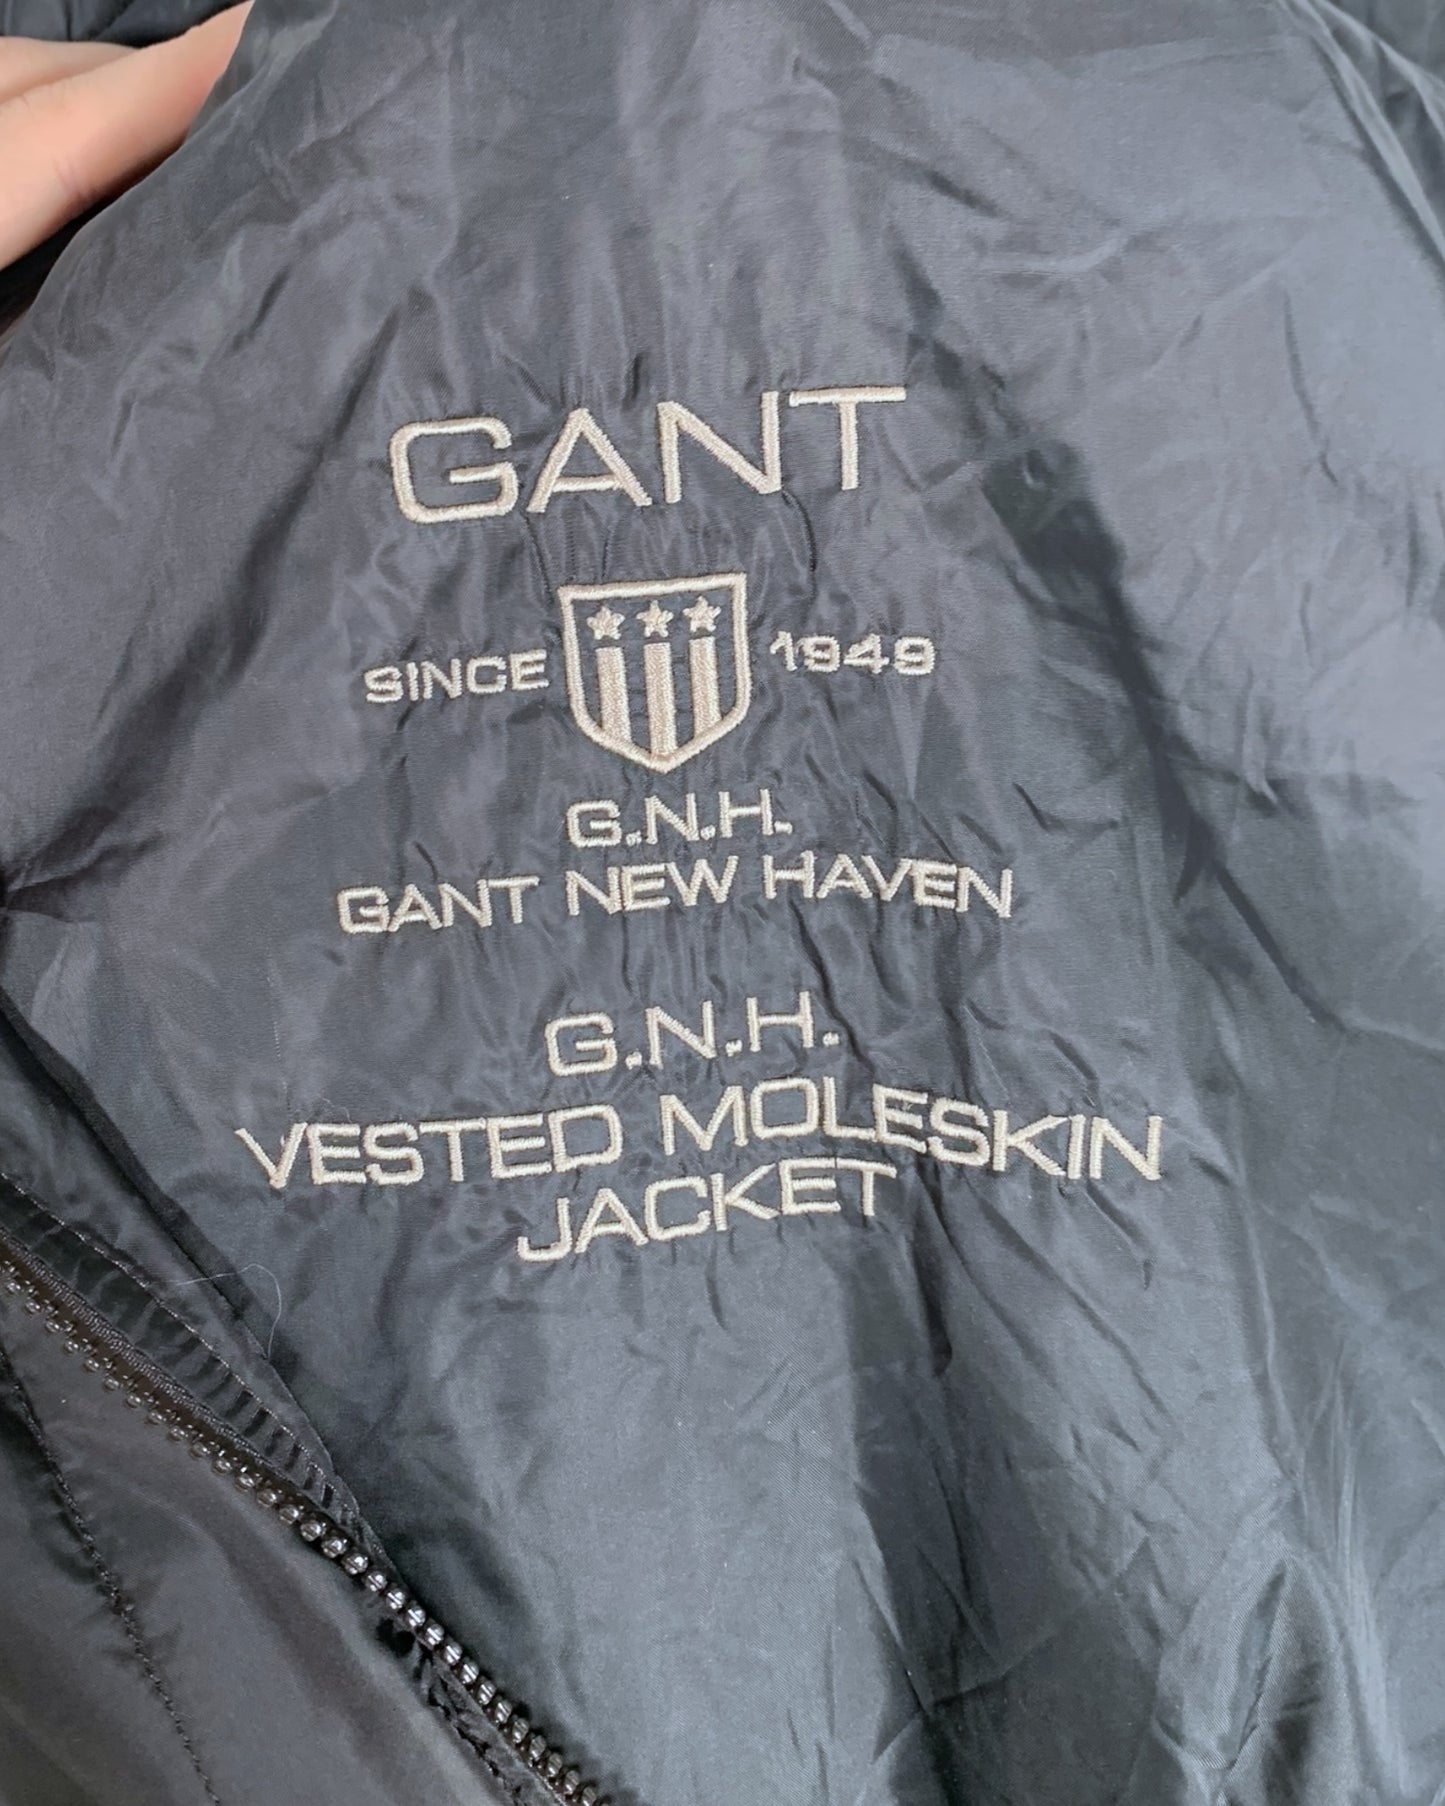 GANT
SINCE 1949
G.N.H.
GANT NEW HAVEN
G.N.H.
VESTED MOLESKIN
JACKET